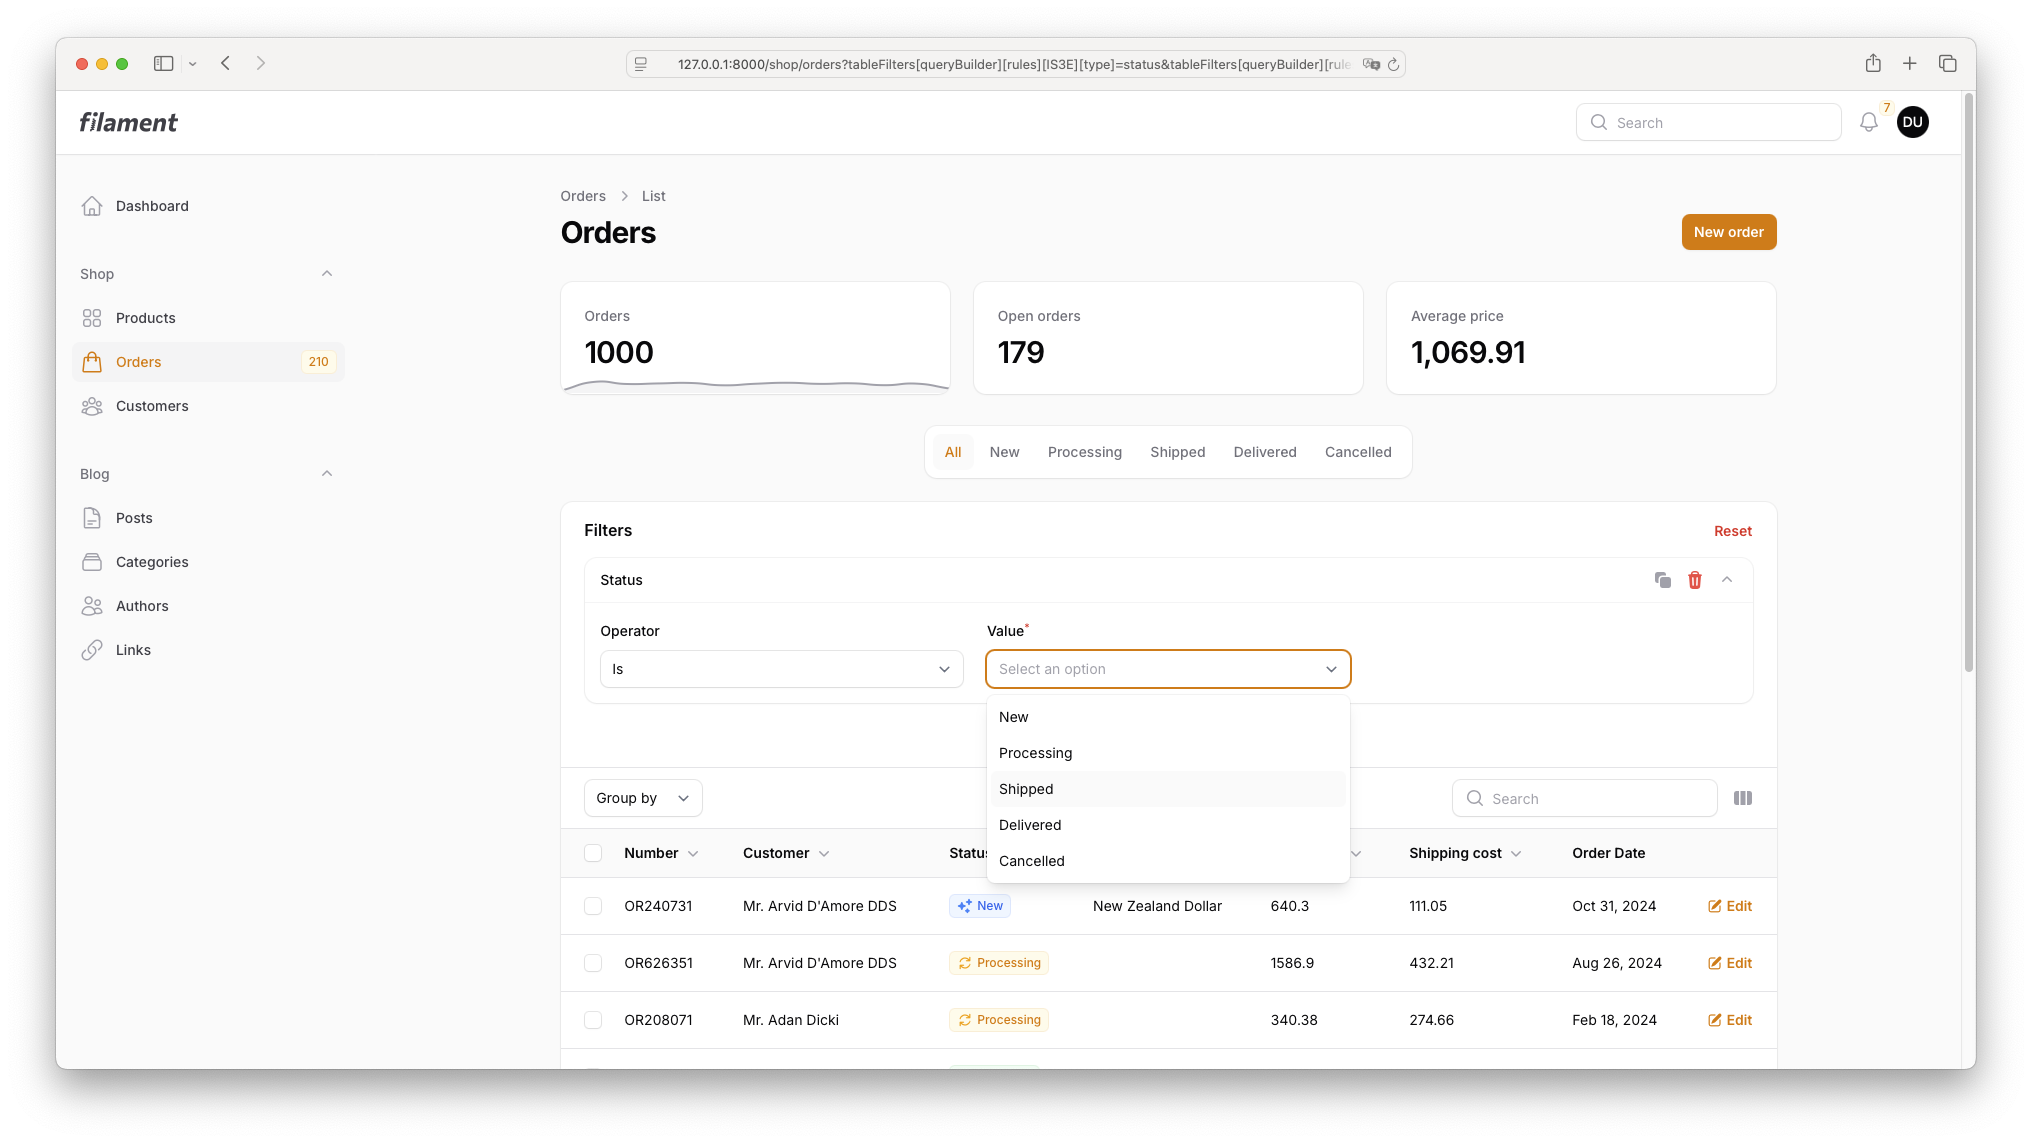 127.0.0.1:8000/shop/orders?tableFilters[queryBuilder][rules][IS3E][type]=status&tableFilters[queryBuilder][rule
filament
Search
7
DU
Dashboard
Shop
Products
Orders
210
Customers
Blog
Posts
Categories
Authors
Links
Orders > List
Orders
New order
Orders
1000
Open orders
179
Average price
1,069.91
All New Processing Shipped Delivered Cancelled
Filters
Reset
Status
Operator
Value*
Is
Select an option
New
Processing
Shipped
Delivered
Cancelled
Group by
Search
Number Customer Status Shipping cost Order Date
OR240731 Mr. Arvid D'Amore DDS New New Zealand Dollar 640.3 111.05 Oct 31, 2024 Edit
OR626351 Mr. Arvid D'Amore DDS Processing 1586.9 432.21 Aug 26, 2024 Edit
OR208071 Mr. Adan Dicki Processing 340.38 274.66 Feb 18, 2024 Edit